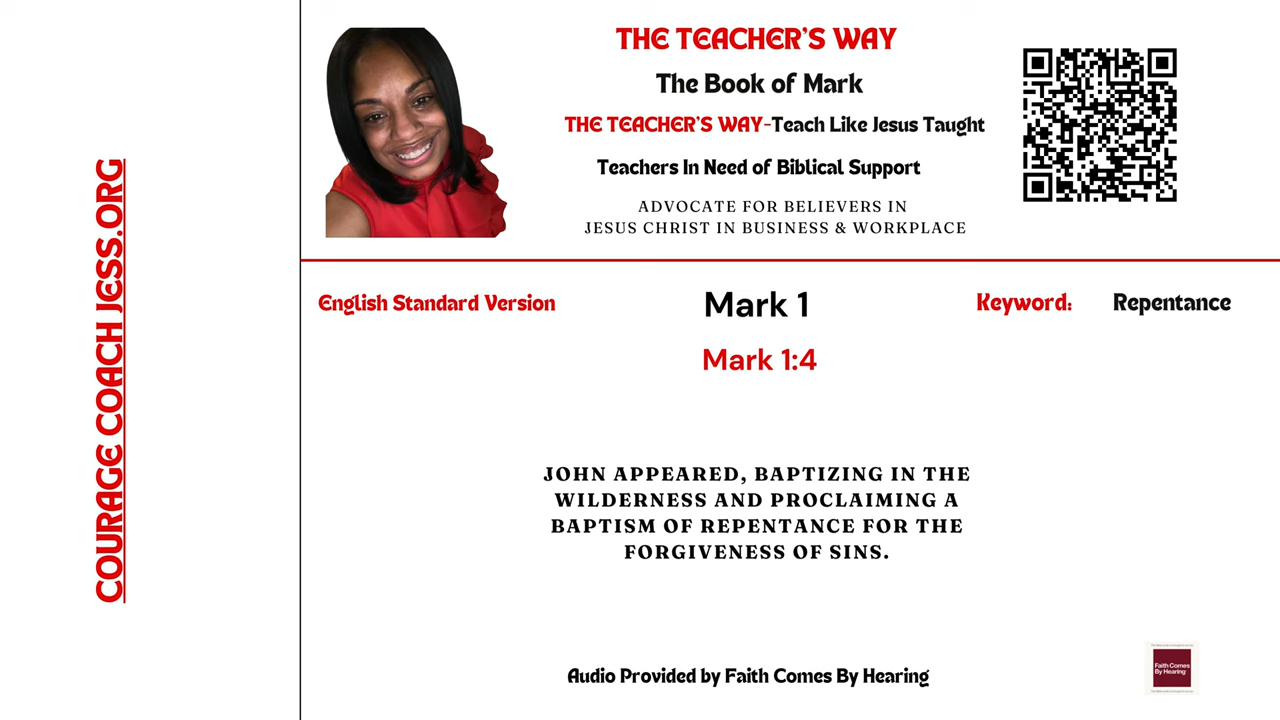 COURAGE COACH JESS.ORG
THE TEACHER'S WAY
The Book of Mark
THE TEACHER'S WAY-Teach Like Jesus Taught
Teachers In Need of Biblical Support
ADVOCATE FOR BELIEVERS IN
JESUS CHRIST IN BUSINESS & WORKPLACE
English Standard Version
Mark 1
Keyword:
Repentance
Mark 1:4
JOHN APPEARED, BAPTIZING IN THE
WILDERNESS AND PROCLAIMING A
BAPTISM OF REPENTANCE FOR THE
FORGIVENESS OF SINS.
Audio Provided by Faith Comes By Hearing
Faith Comes
By Hearing